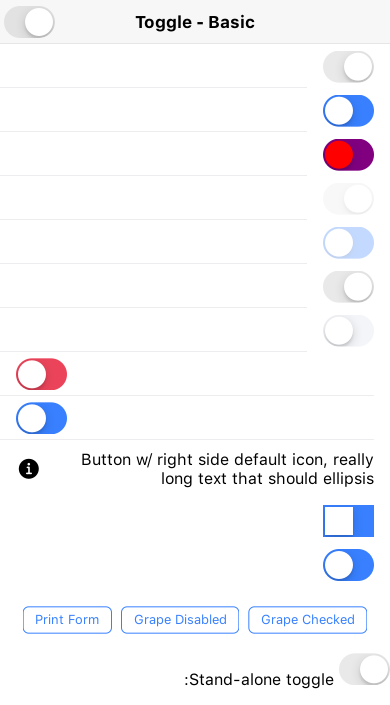 Toggle - Basic
Button w/ right side default icon, really
long text that should ellipsis
Print Form
Grape Disabled
Grape Checked
:Stand-alone toggle